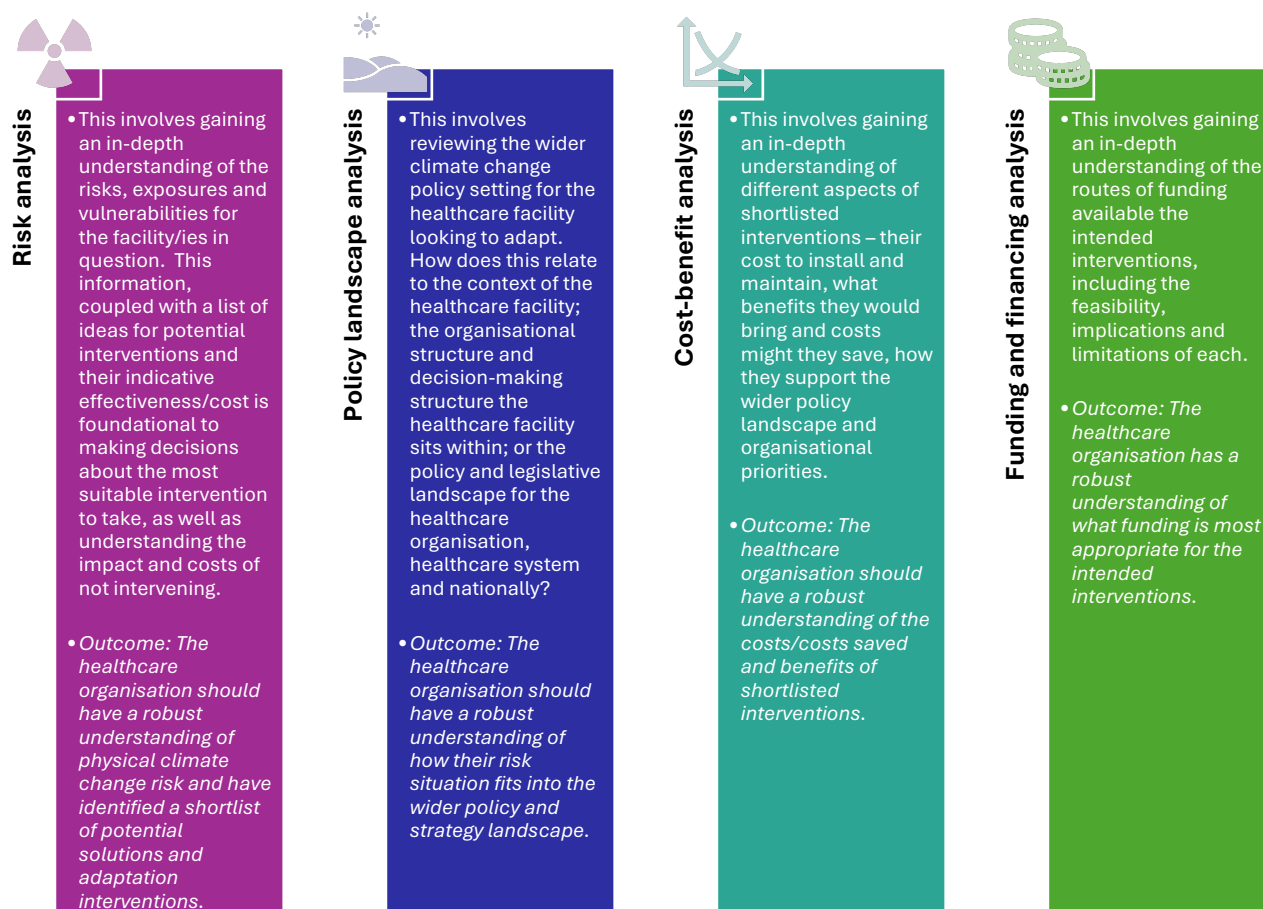 Risk analysis
•This involves gaining
an in-depth
understanding of the
risks, exposures and
vulnerabilities for
the facility/ies in
question.  This
information,
coupled with a list of
ideas for potential
interventions and
their indicative
effectiveness/cost is
foundational to
making decisions
about the most
suitable intervention
to take, as well as
understanding the
impact and costs of
not intervening.
•Outcome: The
healthcare
organisation should
have a robust
understanding of
physical climate
change risk and have
identified a shortlist
of potential
solutions and
adaptation
interventions.
Policy landscape analysis
•This involves
reviewing the wider
climate change
policy setting for the
healthcare facility
looking to adapt.
How does this relate
to the context of the
healthcare facility;
the organisational
structure and
decision-making
structure the
healthcare facility
sits within; or the
policy and legislative
landscape for the
healthcare
organisation,
healthcare system
and nationally?
•Outcome: The
healthcare
organisation should
have a robust
understanding of
how their risk
situation fits into the
wider policy and
strategy landscape.
Cost-benefit analysis
•This involves gaining
an in-depth
understanding of
different aspects of
shortlisted
interventions – their
cost to install and
maintain, what
benefits they would
bring and costs
might they save, how
they support the
wider policy
landscape and
organisational
priorities.
•Outcome: The
healthcare
organisation should
have a robust
understanding of the
costs/costs saved
and benefits of
shortlisted
interventions.
Funding and financing analysis
•This involves gaining
an in-depth
understanding of the
routes of funding
available the
intended
interventions,
including the
feasibility,
implications and
limitations of each.
•Outcome: The
healthcare
organisation has a
robust
understanding of
what funding is most
appropriate for the
intended
interventions.